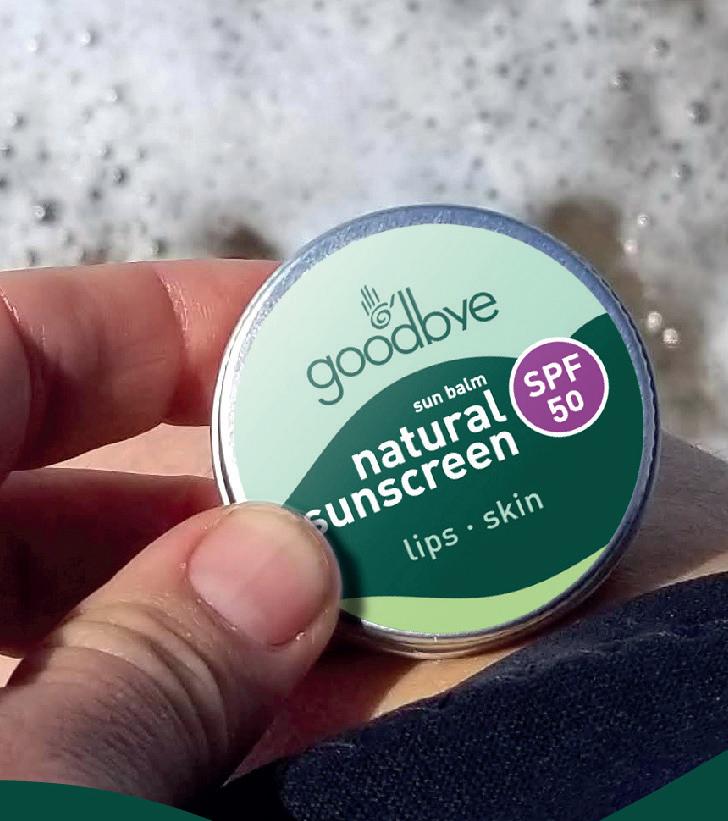 goodbye
sun balm
natural
sunscreen
SPF
50
lips · skin